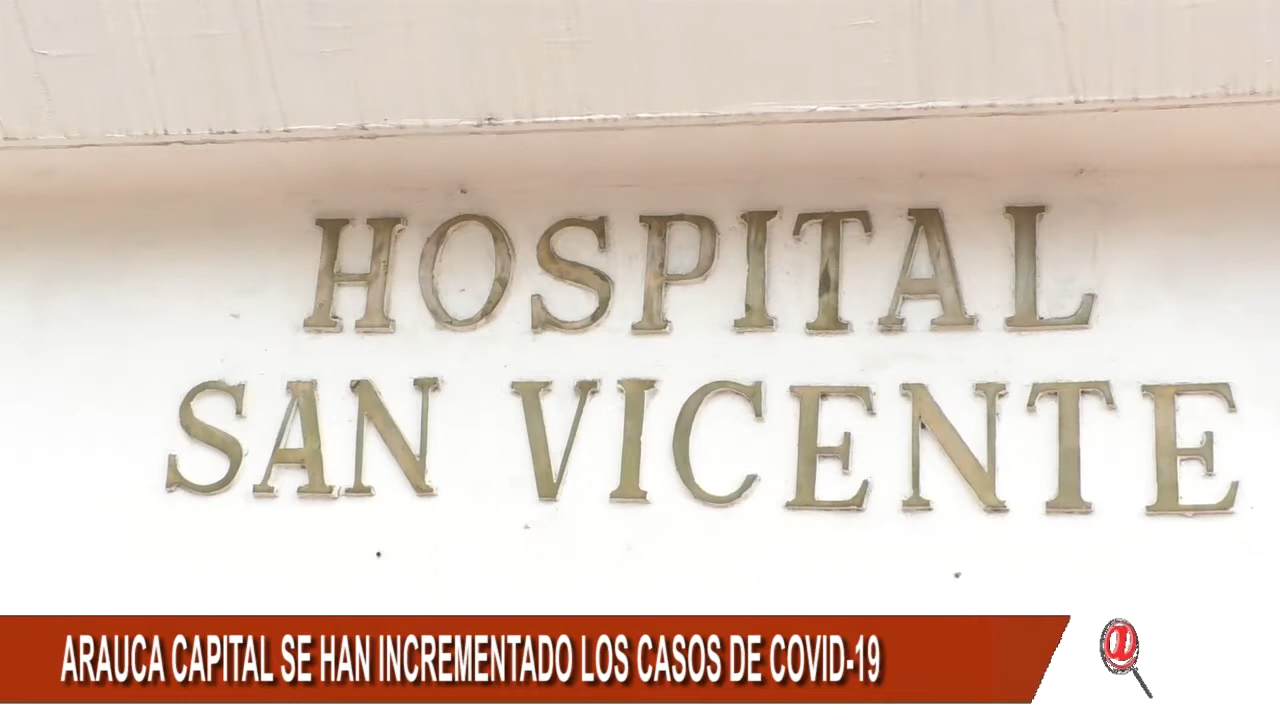 HOSPITAL
SAN VICENTE
ARAUCA CAPITAL SE HAN INCREMENTADO LOS CASOS DE COVID-19